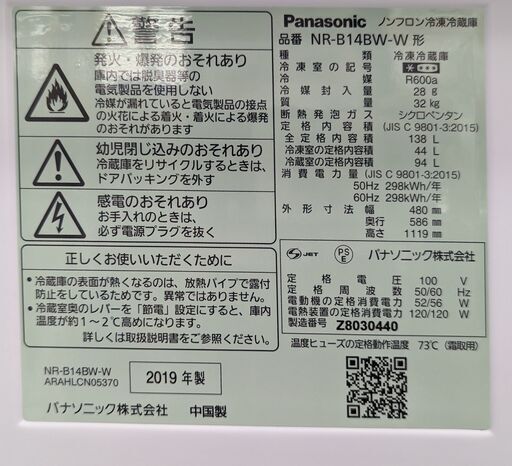 警告
発火・爆発のおそれあり
庫内では脱臭器等の
電気製品を使用しないでください
冷媒が漏れていると電気製品の接点
の火花による着火・着火による爆発
のおそれあり
幼児閉じ込みのおそれあり
冷蔵庫をリサイクルするときは、
ドアパッキングを外す
感電のおそれあり
お手入れのときは、
必ず電源プラグを抜く
正しくお使いいただくために
・冷蔵庫の表面が熱くなるのは、放熱パイプで露付
防止をしているためです。異常ではありません。
・冷蔵室奥のレバーを「節電」設定にすると、庫内
温度が約1～2℃高めになります。
詳しくは取扱説明書をご参照ください。
NR-B14BW-W
ARAHLCN05370
2019年製
パナソニック株式会社 中国製
Panasonic ノンフロン冷凍冷蔵庫
品番 NR-B14BW-W形
種類 冷凍冷蔵庫
冷凍室の記号
冷媒 R600a
冷媒封入量 28 g
質量 32 kg
断熱発泡ガス シクロペンタン
定格内容積 (JIS C 9801-3:2015)
全定格内容積 138 L
冷凍室の定格内容積 44 L
冷蔵室の定格内容積 94 L
消費電力量 (JIS C 9801-3:2015)
50Hz 298kWh/年
60Hz 298kWh/年
外形寸法 幅 480 mm
奥行 586 mm
高さ 1119 mm
S JET PS E パナソニック株式会社
定格電圧 100 V
定格周波数 50/60 Hz
電動機の定格消費電力 52/56 W
電熱装置の定格消費電力 120/120 W
製造番号 Z8030440
温度ヒューズの定格動作温度 73℃ (霜取用)